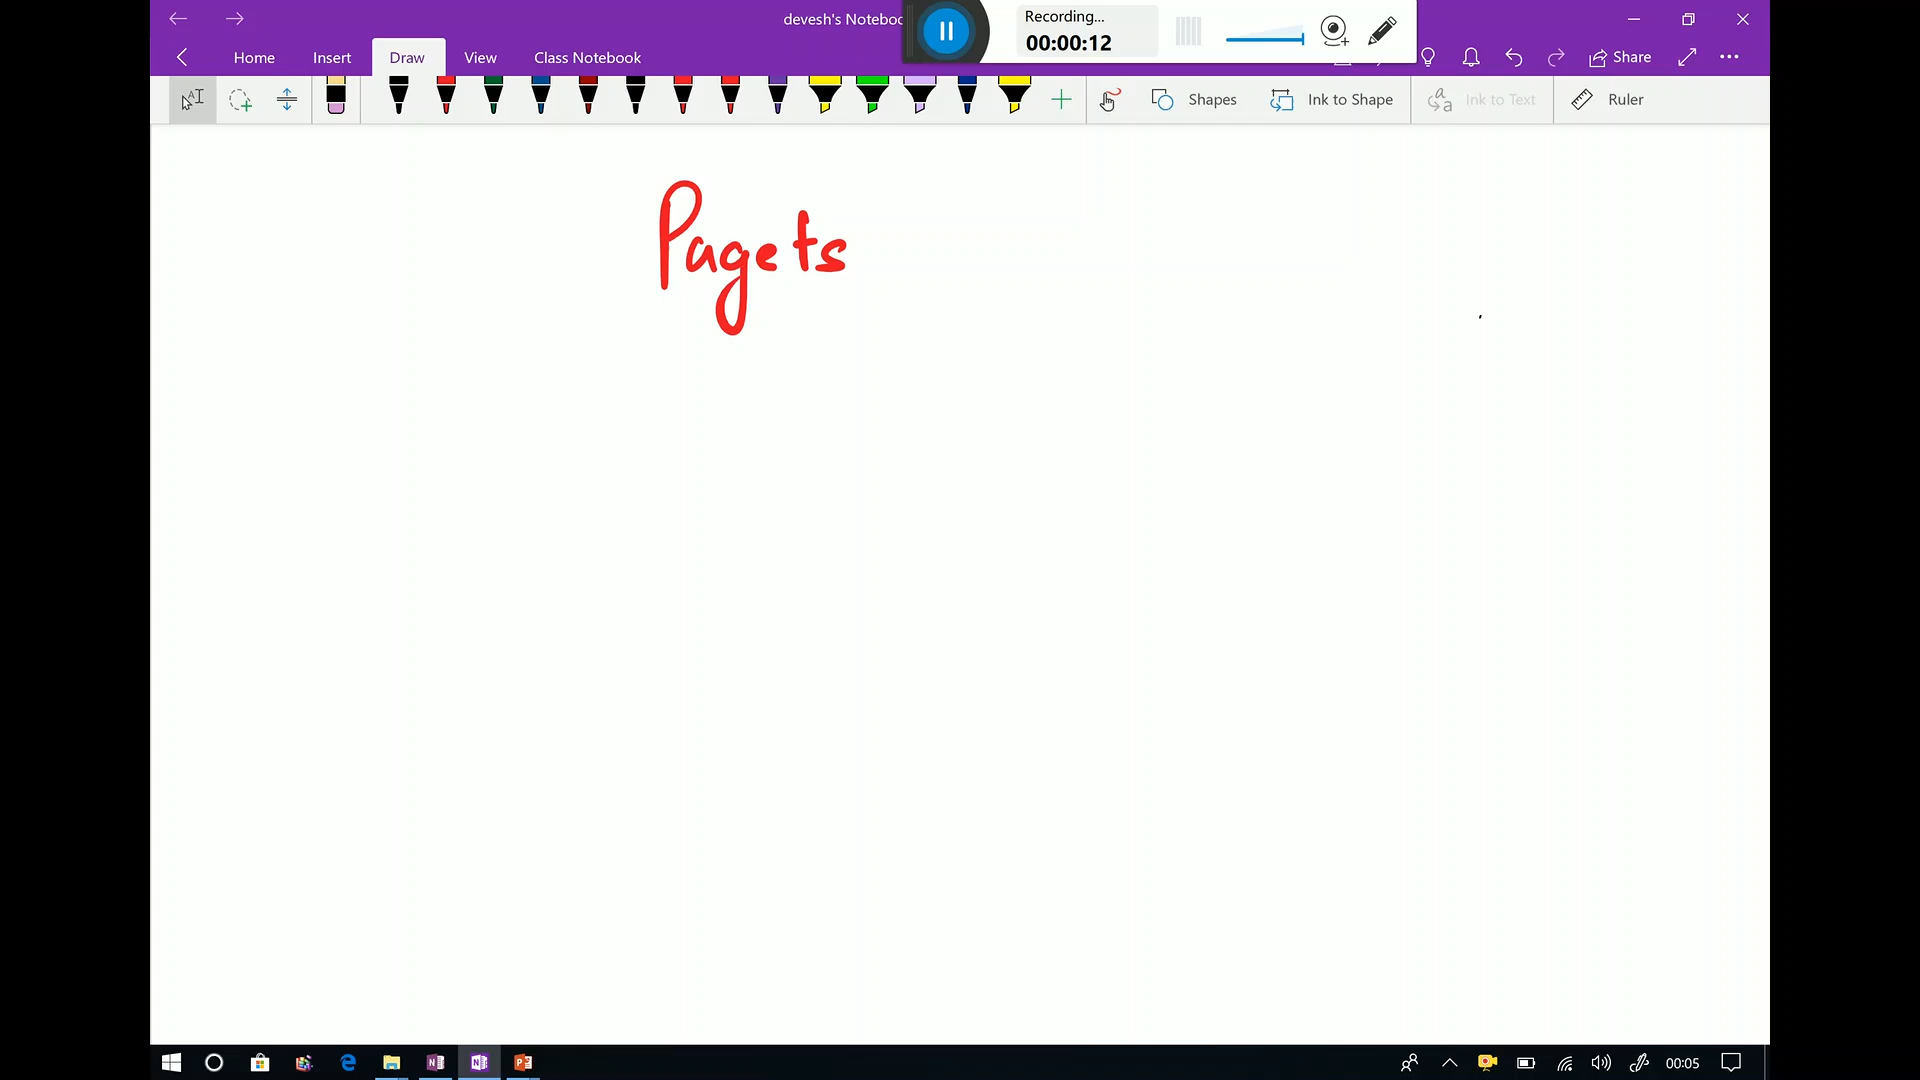 devesh's Noteboo
Recording...
00:00:12
Home Insert Draw View Class Notebook Share
Shapes Ink to Shape Ink to Text Ruler
Pagets
00:05